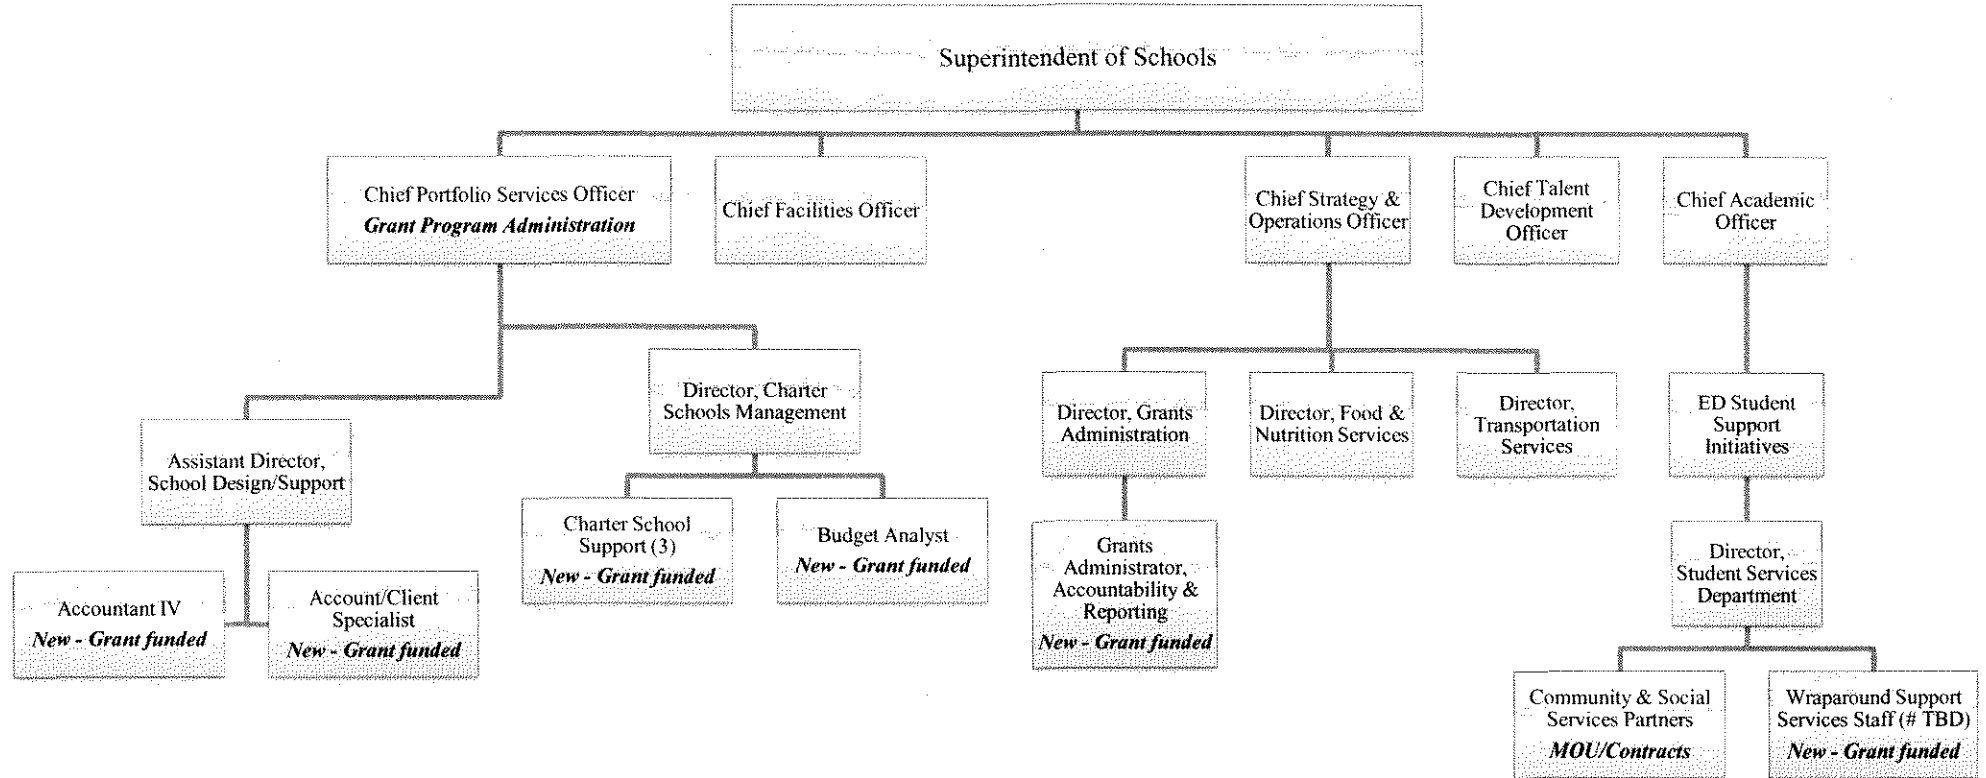 Superintendent of Schools
Chief Portfolio Services Officer
Grant Program Administration
Chief Facilities Officer
Chief Strategy &
Operations Officer
Chief Talent
Development
Officer
Chief Academic
Officer
Director, Charter
Schools Management
Assistant Director,
School Design/Support
Director, Grants
Administration
Director, Food &
Nutrition Services
Director,
Transportation
Services
ED Student
Support
Initiatives
Accountant IV
New - Grant funded
Account/Client
Specialist
New - Grant funded
Charter School
Support (3)
New - Grant funded
Budget Analyst
New - Grant funded
Grants
Administrator,
Accountability &
Reporting
New - Grant funded
Director,
Student Services
Department
Community & Social
Services Partners
MOU/Contracts
Wraparound Support
Services Staff (# TBD)
New - Grant funded